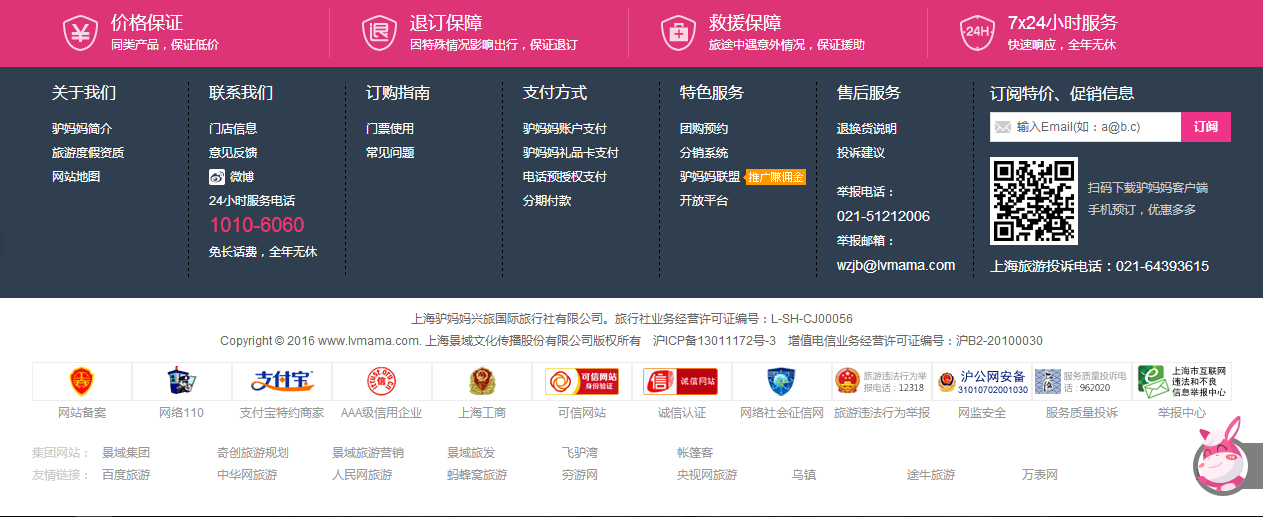 价格保证
同类产品，保证低价
退订保障
因特殊情况影响出行，保证退订
救援保障
旅途中遇意外情况，保证援助
24H
7x24小时服务
快速响应，全年无休
关于我们
驴妈妈简介
旅游度假资质
网站地图
联系我们
门店信息
意见反馈
微博
24小时服务电话
1010-6060
免长话费，全年无休
订购指南
门票使用
常见问题
支付方式
驴妈妈账户支付
驴妈妈礼品卡支付
电话预授权支付
分期付款
特色服务
团购预约
分销系统
驴妈妈联盟 推广赚佣金
开放平台
售后服务
退换货说明
投诉建议
举报电话：
021-51212006
举报邮箱：
wzjb@lvmama.com
订阅特价、促销信息
输入Email(如：a@b.c) 订阅
扫码下载驴妈妈客户端
手机预订，优惠多多
上海旅游投诉电话：021-64393615
上海驴妈妈兴旅国际旅行社有限公司。旅行社业务经营许可证编号：L-SH-CJ00056
Copyright © 2016 www.lvmama.com. 上海景域文化传播股份有限公司版权所有 沪ICP备13011172号-3 增值电信业务经营许可证编号：沪B2-20100030
支付宝
可信网站
身份验证
诚信网站
旅游违法行为举
报电话：12318
沪公网安备
31010702001030
服务质量投诉电
话：962020
上海市互联网
违法和不良
信息举报中心
网站备案 网络110 支付宝特约商家 AAA级信用企业 上海工商 可信网站 诚信认证 网络社会征信网 旅游违法行为举报 网监安全 服务质量投诉 举报中心
集团网站： 景域集团 奇创旅游规划 景域旅游营销 景域旅发 飞驴湾 帐篷客
友情链接： 百度旅游 中华网旅游 人民网旅游 蚂蜂窝旅游 穷游网 央视网旅游 乌镇 途牛旅游 万表网